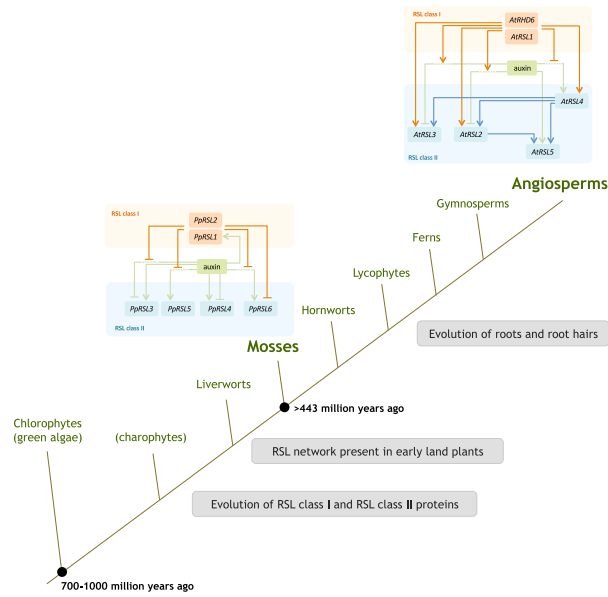 RSL class I
AtRHD6
AtRSL1
auxin
AtRSL4
AtRSL3
AtRSL2
AtRSL5
RSL class II
Angiosperms
Gymnosperms
RSL class I
PpRSL2
PpRSL1
auxin
PpRSL3
PpRSL5
PpRSL4
PpRSL6
RSL class II
Ferns
Lycophytes
Hornworts
Evolution of roots and root hairs
Mosses
Liverworts
>443 million years ago
Chlorophytes
(green algae)
(charophytes)
RSL network present in early land plants
Evolution of RSL class I and RSL class II proteins
700-1000 million years ago